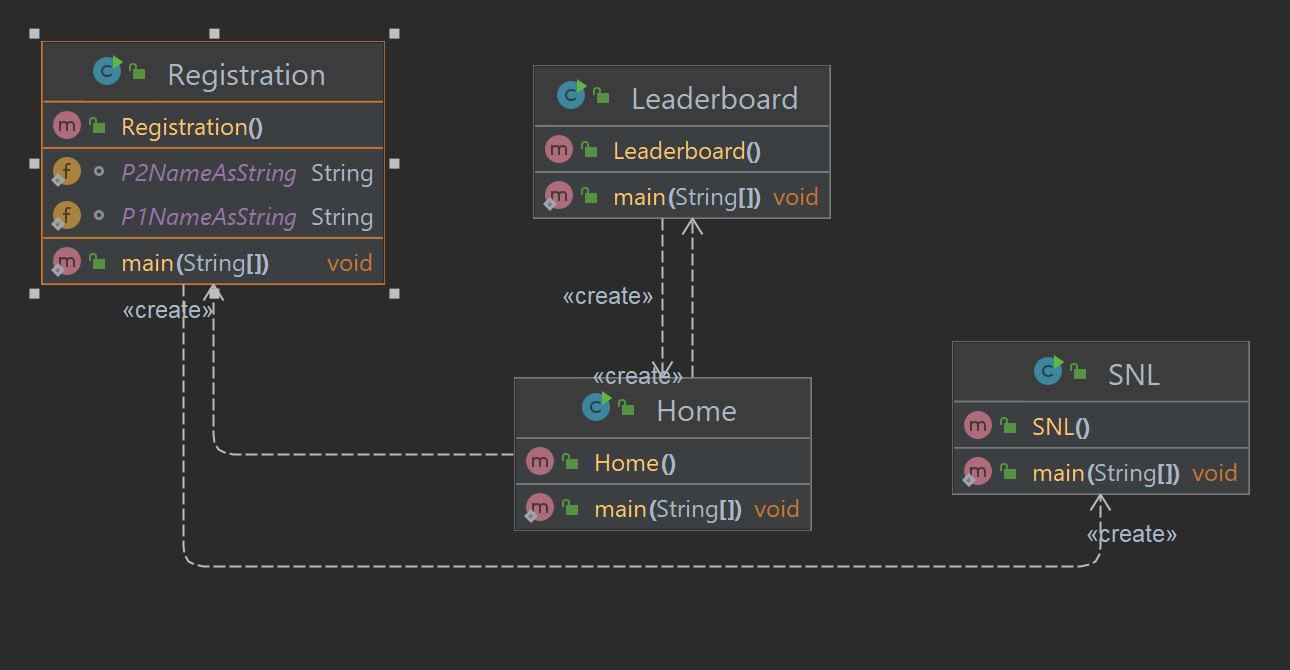 Registration
m Registration()
f P2NameAsString String
f P1NameAsString String
m main(String[]) void
«create»
Leaderboard
m Leaderboard()
m main(String[]) void
«create»
«create»
C Home
m Home()
m main(String[]) void
C SNL
m SNL()
m main(String[]) void
«create»